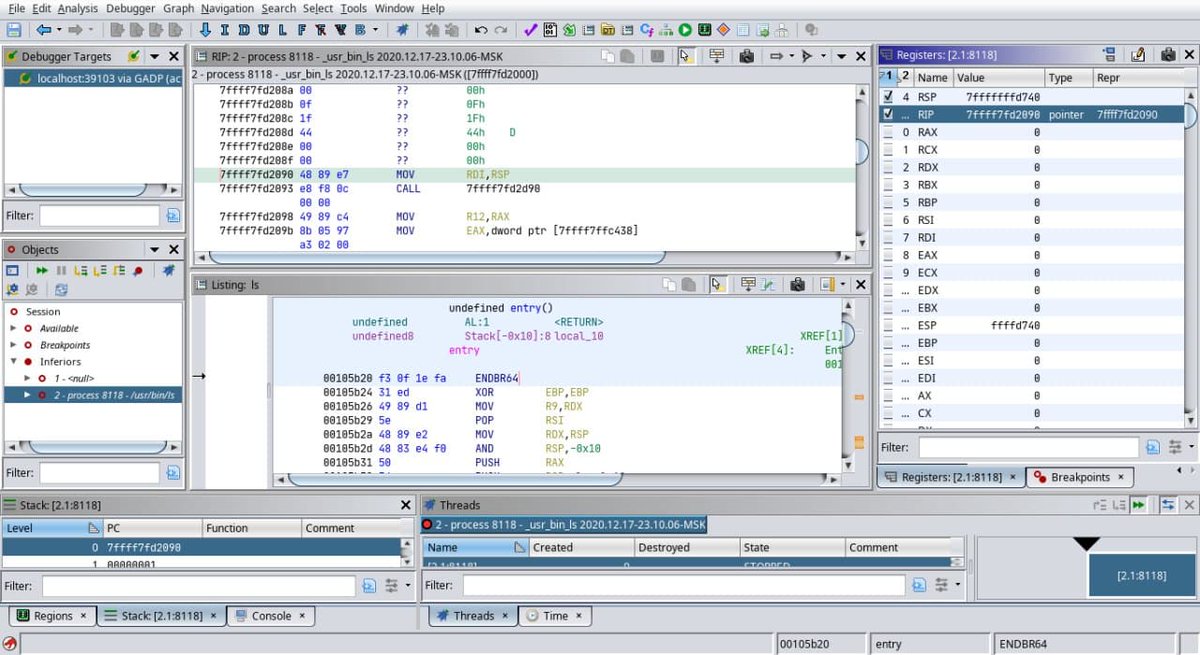 File Edit Analysis Debugger Graph Navigation Search Select Tools Window Help
I D U L F B
Debugger Targets
localhost:39103 via GADP (ac
Filter:
RIP: 2 - process 8118 - _usr_bin_ls 2020.12.17-23.10.06-MSK
2 - process 8118 - _usr_bin_ls 2020.12.17-23.10.06-MSK ([7ffff7fd2000])
7ffff7fd208a 00 ?? 00h
7ffff7fd208b 0f ?? 0Fh
7ffff7fd208c 1f ?? 1Fh
7ffff7fd208d 44 ?? 44h D
7ffff7fd208e 00 ?? 00h
7ffff7fd208f 00 ?? 00h
7ffff7fd2090 48 89 e7 MOV RDI,RSP
7ffff7fd2093 e8 f8 0c CALL 7ffff7fd2d90
00 00
7ffff7fd2098 49 89 c4 MOV R12,RAX
7ffff7fd209b 8b 05 97 MOV EAX,dword ptr [7ffff7ffc438]
a3 02 00
Objects
Session
Available
Breakpoints
Inferiors
1 - <null>
2 - process 8118 - /usr/bin/ls
Filter:
Listing: ls
undefined entry()
undefined AL:1 <RETURN>
undefined8 Stack[-0x10]:8 local_10 XREF[1]
entry XREF[4]: Ent
001
00105b20 f3 0f 1e fa ENDBR64
00105b24 31 ed XOR EBP,EBP
00105b26 49 89 d1 MOV R9,RDX
00105b29 5e POP RSI
00105b2a 48 89 e2 MOV RDX,RSP
00105b2d 48 83 e4 f0 AND RSP,-0x10
00105b31 50 PUSH RAX
Registers: [2.1:8118]
1 2 Name Value Type Repr
4 RSP 7fffffffd740
... RIP 7ffff7fd2090 pointer 7ffff7fd2090
0 RAX 0
1 RCX 0
2 RDX 0
3 RBX 0
5 RBP 0
6 RSI 0
7 RDI 0
8 EAX 0
9 ECX 0
... EDX 0
... EBX 0
... ESP ffffd740
... EBP 0
... ESI 0
... EDI 0
... AX 0
... CX 0
Filter:
Registers: [2.1:8118] × Breakpoints ×
Stack: [2.1:8118]
Level PC Function Comment
0 7ffff7fd2090
1 00000001
Filter:
Regions × Stack: [2.1:8118] × Console ×
Threads
2 - process 8118 - _usr_bin_ls 2020.12.17-23.10.06-MSK
Name Created Destroyed State Comment
[2.1:8118] 0 STOPPED
Filter:
[2.1:8118]
Threads × Time ×
00105b20 entry ENDBR64